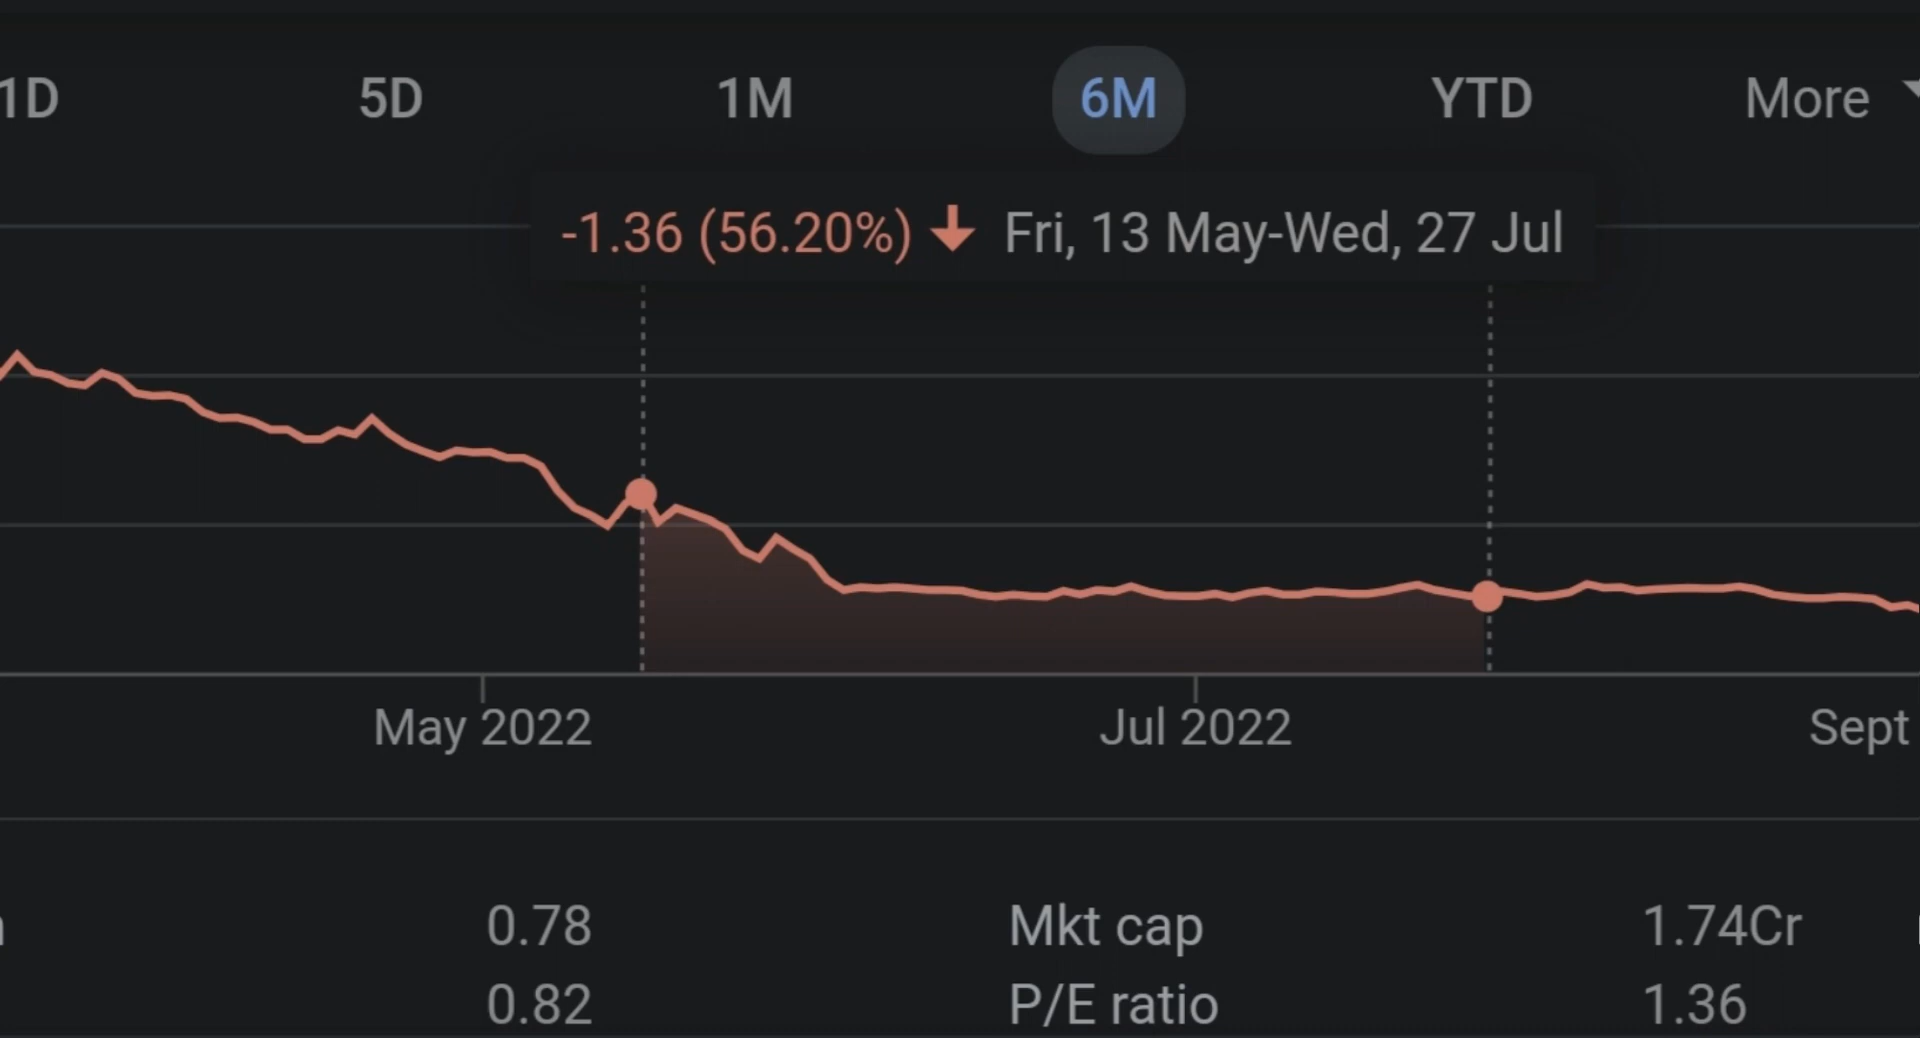 1D 5D 1M 6M YTD More
-1.36 (56.20%) Fri, 13 May-Wed, 27 Jul
May 2022 Jul 2022 Sept
0.78 Mkt cap 1.74Cr
0.82 P/E ratio 1.36